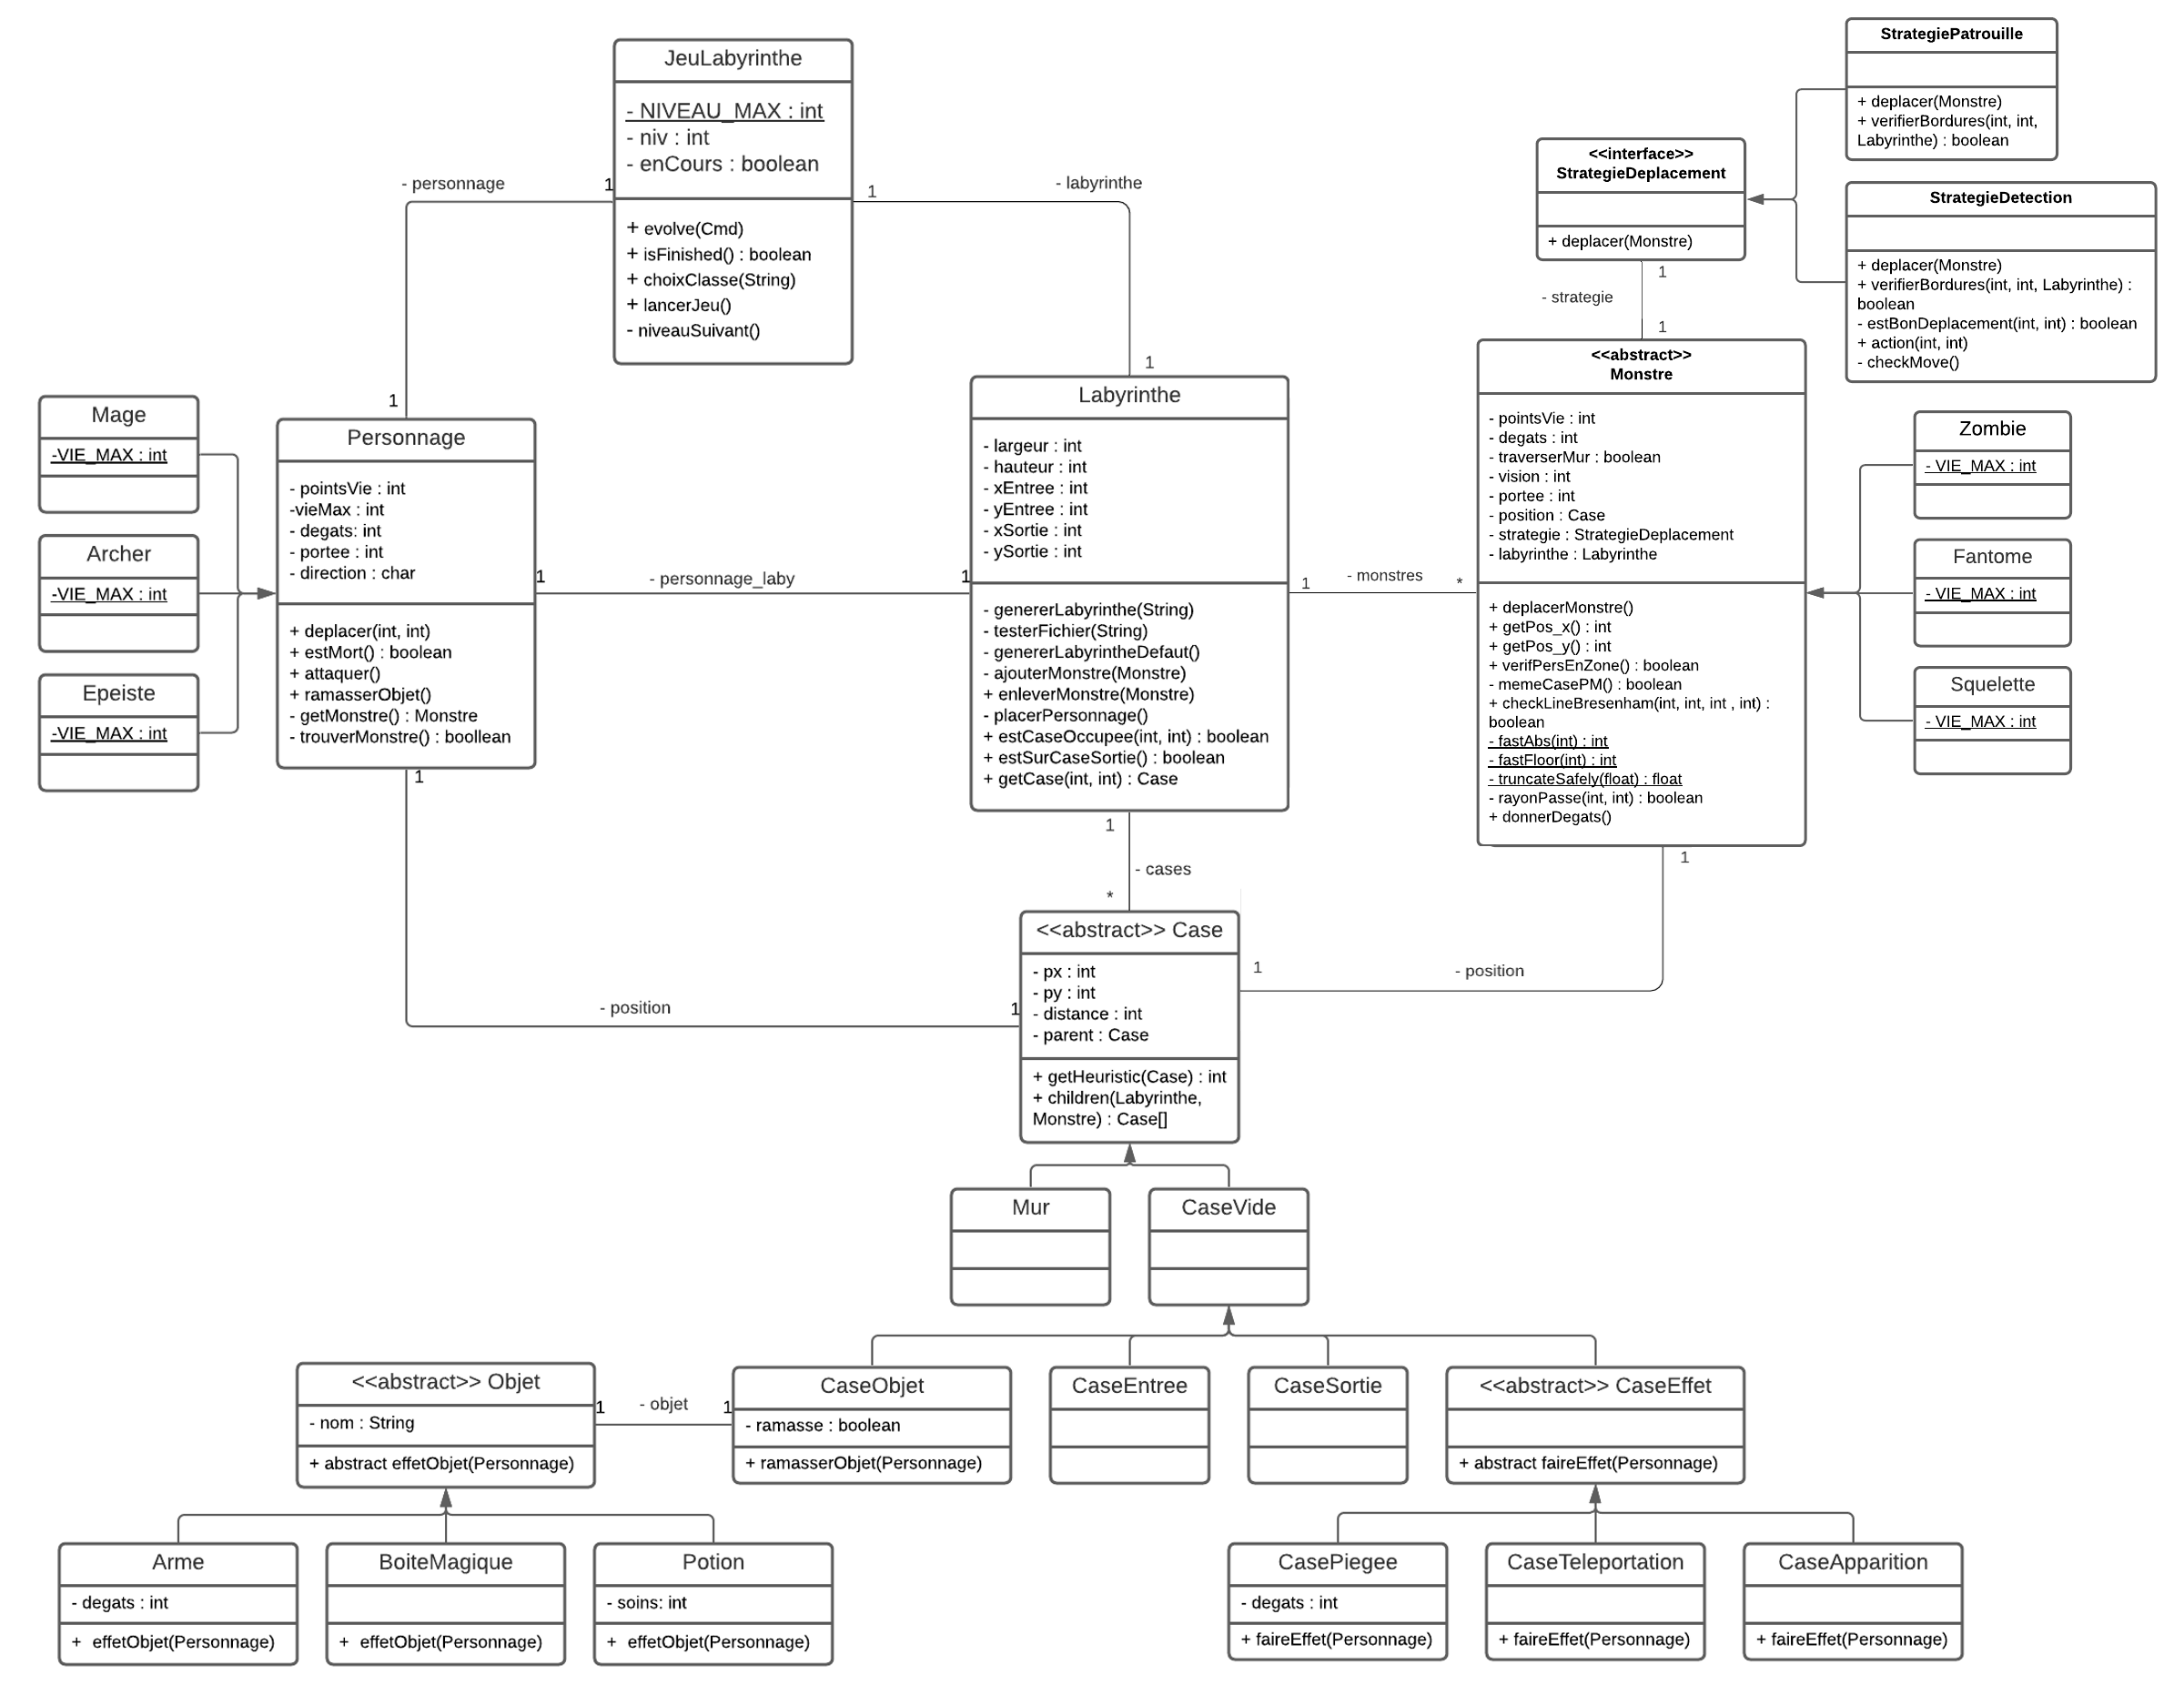 JeuLabyrinthe
- NIVEAU_MAX : int
- niv : int
- enCours : boolean
+ evolve(Cmd)
+ isFinished() : boolean
+ choixClasse(String)
+ lancerJeu()
- niveauSuivant()
- personnage
1
1
- labyrinthe
1
1
StrategiePatrouille
+ deplacer(Monstre)
+ verifierBordures(int, int,
Labyrinthe) : boolean
<<interface>>
StrategieDeplacement
+ deplacer(Monstre)
StrategieDetection
+ deplacer(Monstre)
+ verifierBordures(int, int, Labyrinthe) :
boolean
- estBonDeplacement(int, int) : boolean
+ action(int, int)
- checkMove()
1
- strategie
1
Mage
-VIE_MAX : int
Archer
-VIE_MAX : int
Epeiste
-VIE_MAX : int
Personnage
- pointsVie : int
-vieMax : int
- degats: int
- portee : int
- direction : char
+ deplacer(int, int)
+ estMort() : boolean
+ attaquer()
+ ramasserObjet()
- getMonstre() : Monstre
- trouverMonstre() : boollean
1
- personnage_laby
1
Labyrinthe
- largeur : int
- hauteur : int
- xEntree : int
- yEntree : int
- xSortie : int
- ySortie : int
- genererLabyrinthe(String)
- testerFichier(String)
- genererLabyrintheDefaut()
- ajouterMonstre(Monstre)
+ enleverMonstre(Monstre)
- placerPersonnage()
+ estCaseOccupee(int, int) : boolean
+ estSurCaseSortie() : boolean
+ getCase(int, int) : Case
1
- monstres
*
<<abstract>>
Monstre
- pointsVie : int
- degats : int
- traverserMur : boolean
- vision : int
- portee : int
- position : Case
- strategie : StrategieDeplacement
- labyrinthe : Labyrinthe
+ deplacerMonstre()
+ getPos_x() : int
+ getPos_y() : int
+ verifPersEnZone() : boolean
- memeCasePM() : boolean
+ checkLineBresenham(int, int, int , int) :
boolean
- fastAbs(int) : int
- fastFloor(int) : int
- truncateSafely(float) : float
- rayonPasse(int, int) : boolean
+ donnerDegats()
Zombie
- VIE_MAX : int
Fantome
- VIE_MAX : int
Squelette
- VIE_MAX : int
1
- position
1
1
- cases
*
1
- position
1
<<abstract>> Case
- px : int
- py : int
- distance : int
- parent : Case
+ getHeuristic(Case) : int
+ children(Labyrinthe,
Monstre) : Case[]
Mur
CaseVide
<<abstract>> Objet
- nom : String
+ abstract effetObjet(Personnage)
1
- objet
1
CaseObjet
- ramasse : boolean
+ ramasserObjet(Personnage)
CaseEntree
CaseSortie
<<abstract>> CaseEffet
+ abstract faireEffet(Personnage)
Arme
- degats : int
+ effetObjet(Personnage)
BoiteMagique
+ effetObjet(Personnage)
Potion
- soins: int
+ effetObjet(Personnage)
CasePiegee
- degats : int
+ faireEffet(Personnage)
CaseTeleportation
+ faireEffet(Personnage)
CaseApparition
+ faireEffet(Personnage)